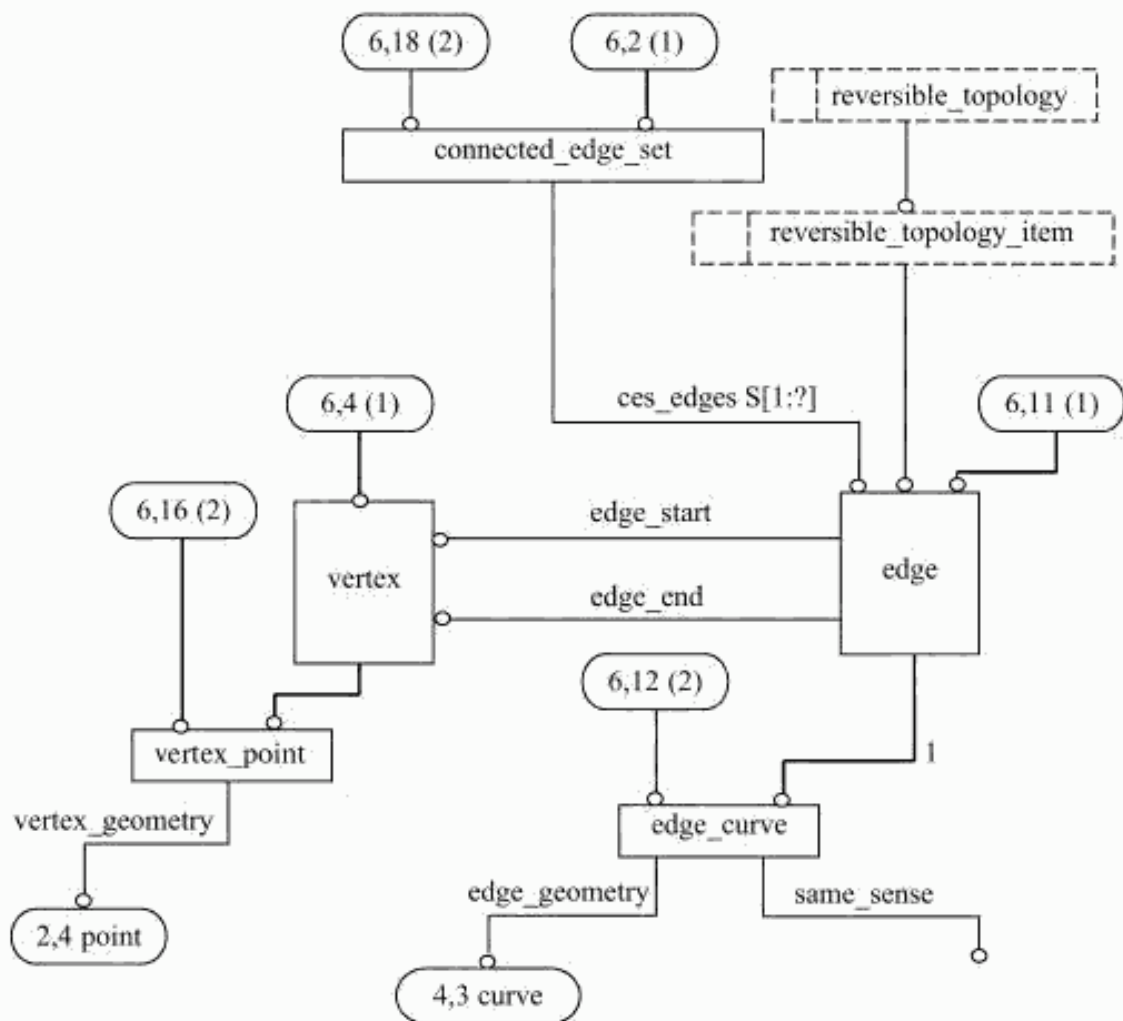 6,18 (2)
6,2 (1)
reversible_topology
connected_edge_set
reversible_topology_item
6,4 (1)
ces_edges S[1:?]
6,11 (1)
6,16 (2)
edge_start
vertex
edge
edge_end
6,12 (2)
vertex_point
1
vertex_geometry
edge_curve
edge_geometry
same_sense
2,4 point
4,3 curve